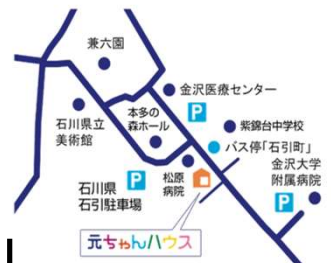 兼六園
金沢医療センター
P
本多の
森ホール
石川県立
美術館
紫錦台中学校
バス停「石引町」
松原
病院
金沢大学
附属病院
P
石川県
石引駐車場
P
元ちゃんハウス